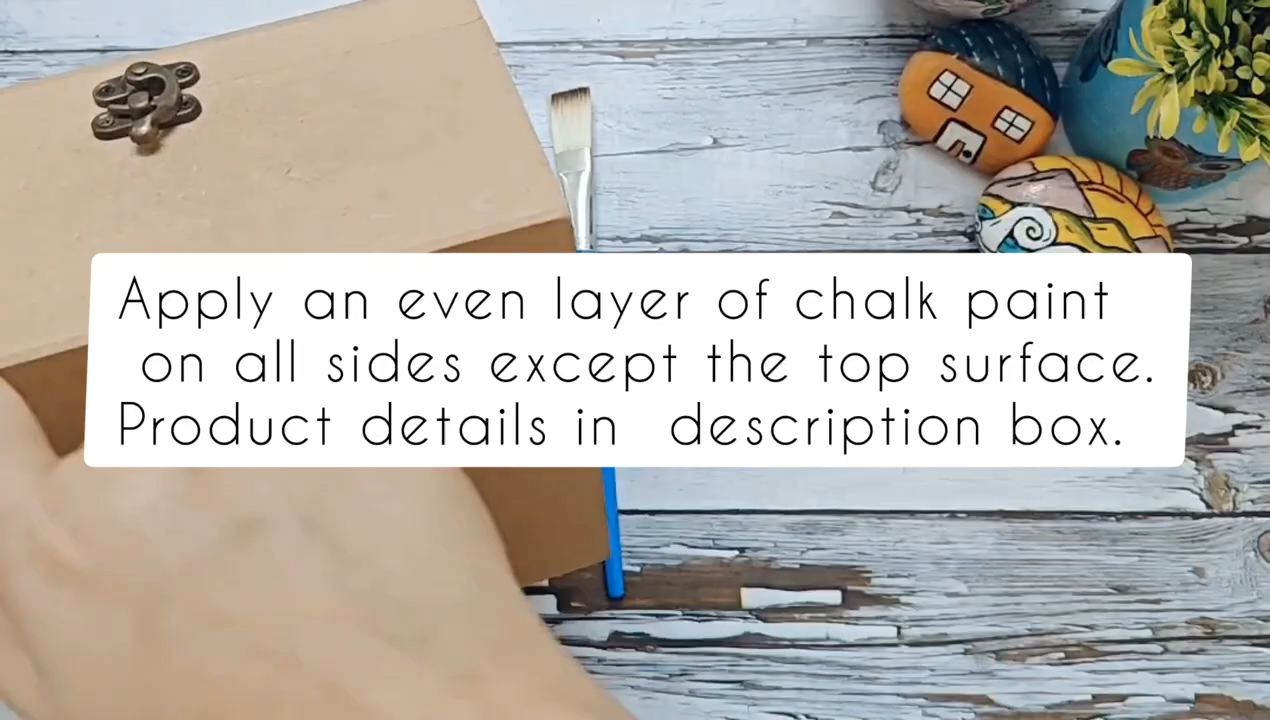 Apply an even layer of chalk paint
on all sides except the top surface.
Product details in description box.